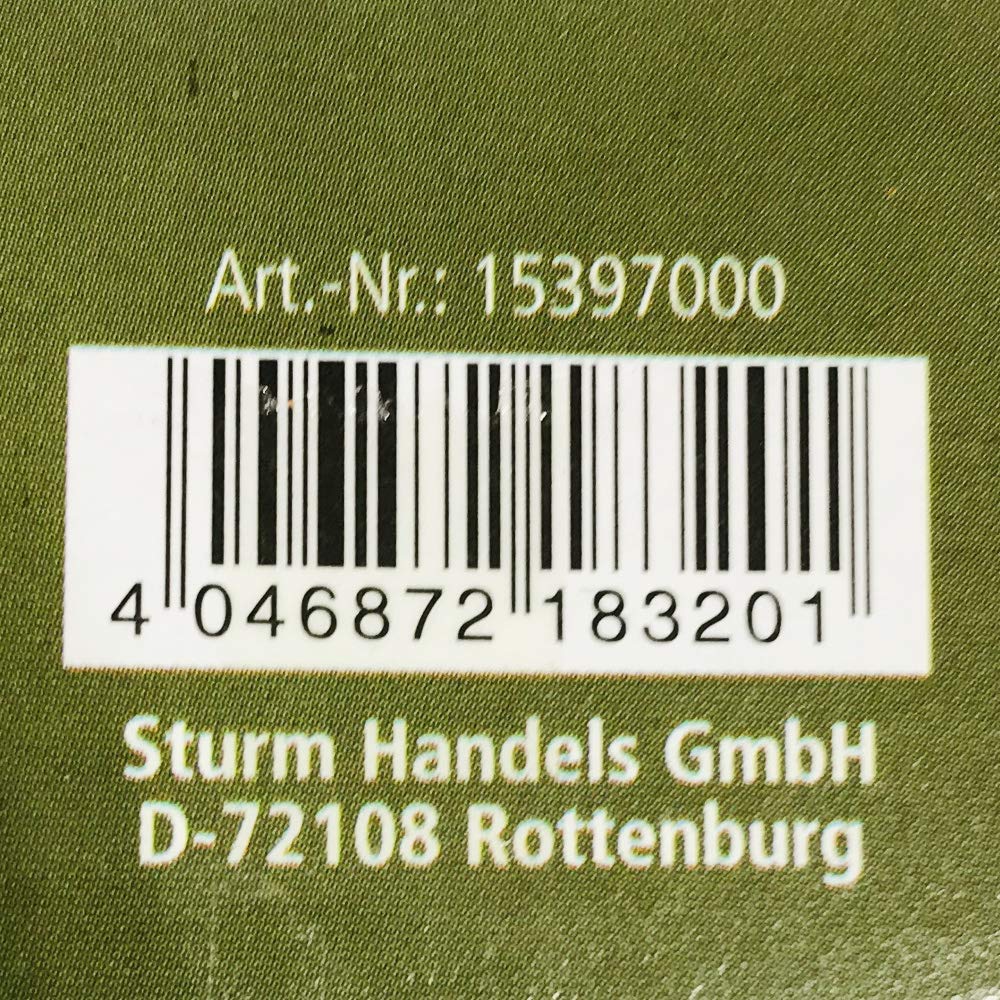 Art.-Nr.: 15397000
4 046872 183201
Sturm Handels GmbH
D-72108 Rottenburg